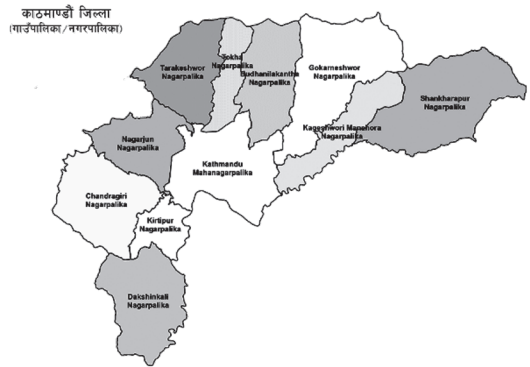 काठमाण्डौं जिल्ला
(गाउँपालिका/नगरपालिका)
Tarakeshwor
Nagarpalika
Tokha
Nagarpalika
Budhanilakantha
Nagarpalika
Gokarneshwor
Nagarpalika
Shankharapur
Nagarpalika
Kageshwori Manahora
Nagarpalika
Nagarjun
Nagarpalika
Kathmandu
Mahanagarpalika
Chandragiri
Nagarpalika
Kirtipur
Nagarpalika
Dakshinkali
Nagarpalika